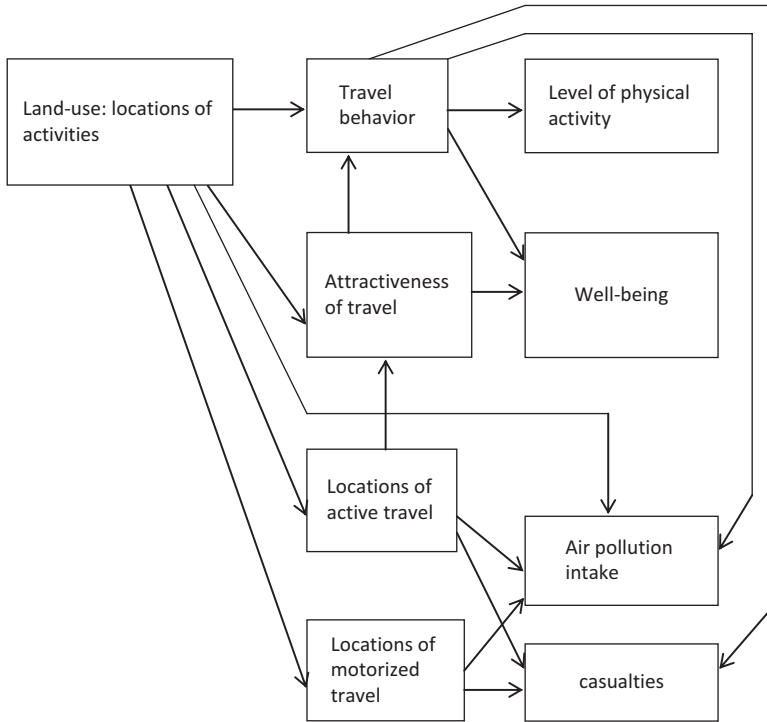 Land-use: locations of
activities
Travel
behavior
Level of physical
activity
Attractiveness
of travel
Well-being
Locations of
active travel
Air pollution
intake
Locations of
motorized travel
casualties